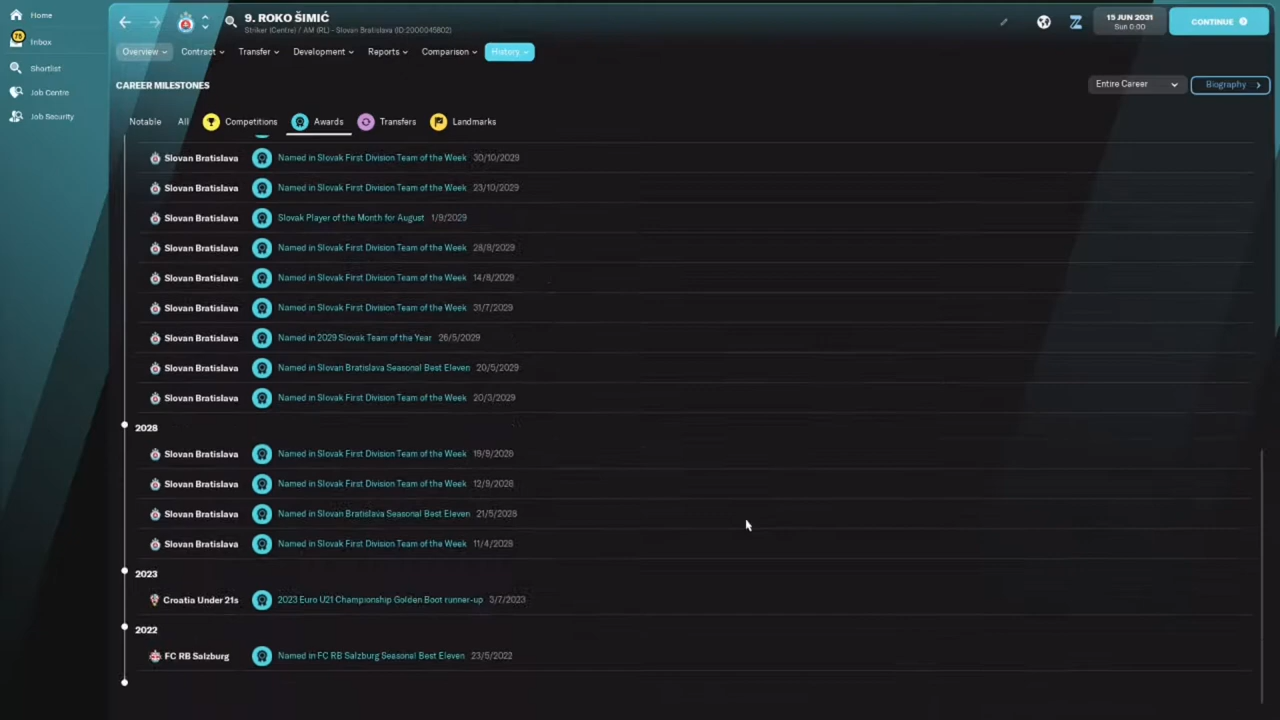 Home
75
Inbox
Shortlist
Job Centre
Job Security
9. ROKO ŠIMIĆ
Striker (Centre) / AM (RL) - Slovan Bratislava (ID:2000045802)
15 JUN 2031
Sun 0:00
CONTINUE
Overview
Contract
Transfer
Development
Reports
Comparison
History
CAREER MILESTONES
Entire Career
Biography
Notable
All
Competitions
Awards
Transfers
Landmarks
Slovan Bratislava Named in Slovak First Division Team of the Week 30/10/2029
Slovan Bratislava Named in Slovak First Division Team of the Week 23/10/2029
Slovan Bratislava Slovak Player of the Month for August 1/9/2029
Slovan Bratislava Named in Slovak First Division Team of the Week 28/8/2029
Slovan Bratislava Named in Slovak First Division Team of the Week 14/8/2029
Slovan Bratislava Named in Slovak First Division Team of the Week 31/7/2029
Slovan Bratislava Named in 2029 Slovak Team of the Year 26/5/2029
Slovan Bratislava Named in Slovan Bratislava Seasonal Best Eleven 20/5/2029
Slovan Bratislava Named in Slovak First Division Team of the Week 20/3/2029
2028
Slovan Bratislava Named in Slovak First Division Team of the Week 19/9/2028
Slovan Bratislava Named in Slovak First Division Team of the Week 12/9/2028
Slovan Bratislava Named in Slovan Bratislava Seasonal Best Eleven 21/5/2028
Slovan Bratislava Named in Slovak First Division Team of the Week 11/4/2028
2023
Croatia Under 21s 2023 Euro U21 Championship Golden Boot runner-up 3/7/2023
2022
FC RB Salzburg Named in FC RB Salzburg Seasonal Best Eleven 23/5/2022